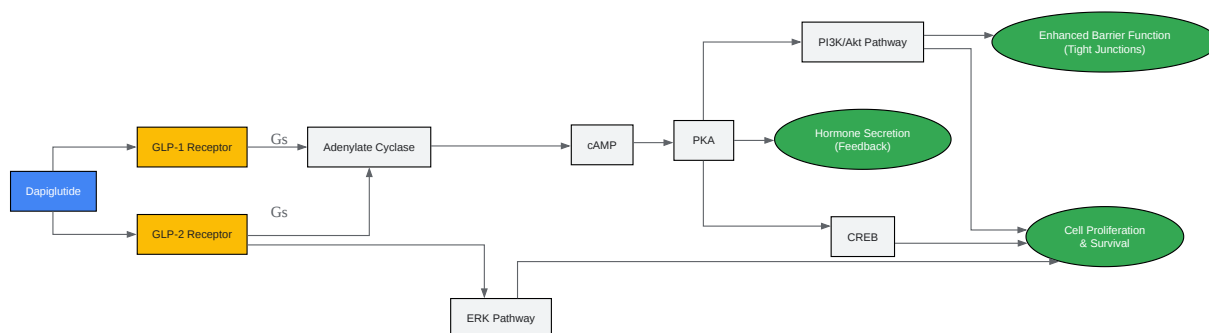 PI3K/Akt Pathway
Enhanced Barrier Function
(Tight Junctions)
GLP-1 Receptor
Gs
Adenylate Cyclase
cAMP
PKA
Hormone Secretion
(Feedback)
Dapiglutide
GLP-2 Receptor
Gs
CREB
Cell Proliferation
& Survival
ERK Pathway